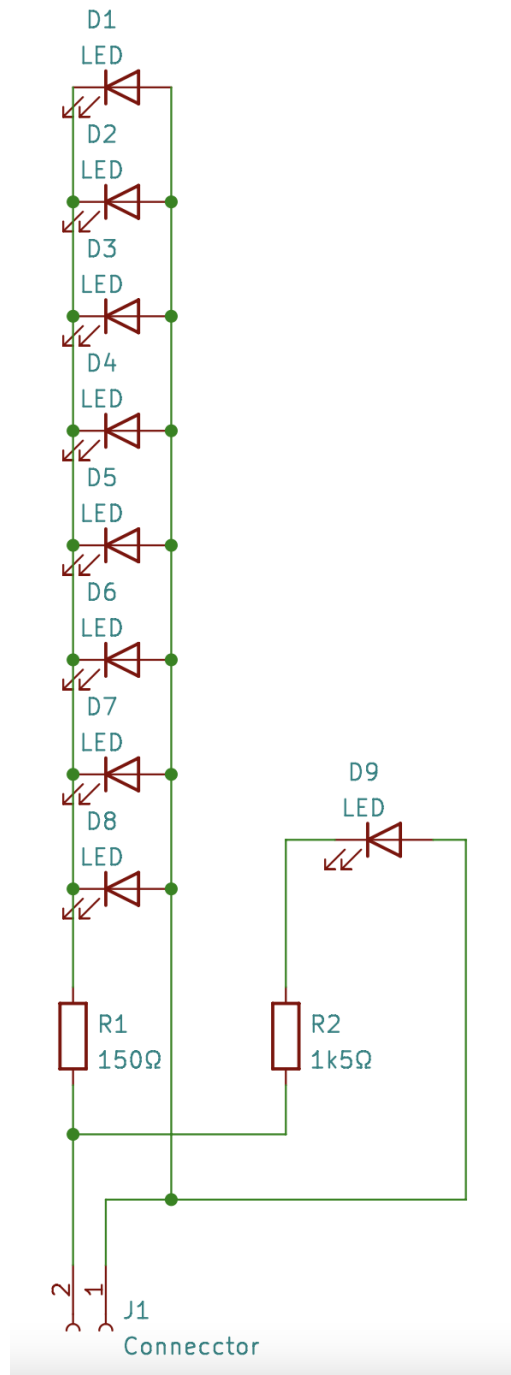 D1
LED
D2
LED
D3
LED
D4
LED
D5
LED
D6
LED
D7
LED
D8
LED
D9
LED
R1
150Ω
R2
1k5Ω
2
1
J1
Connecctor